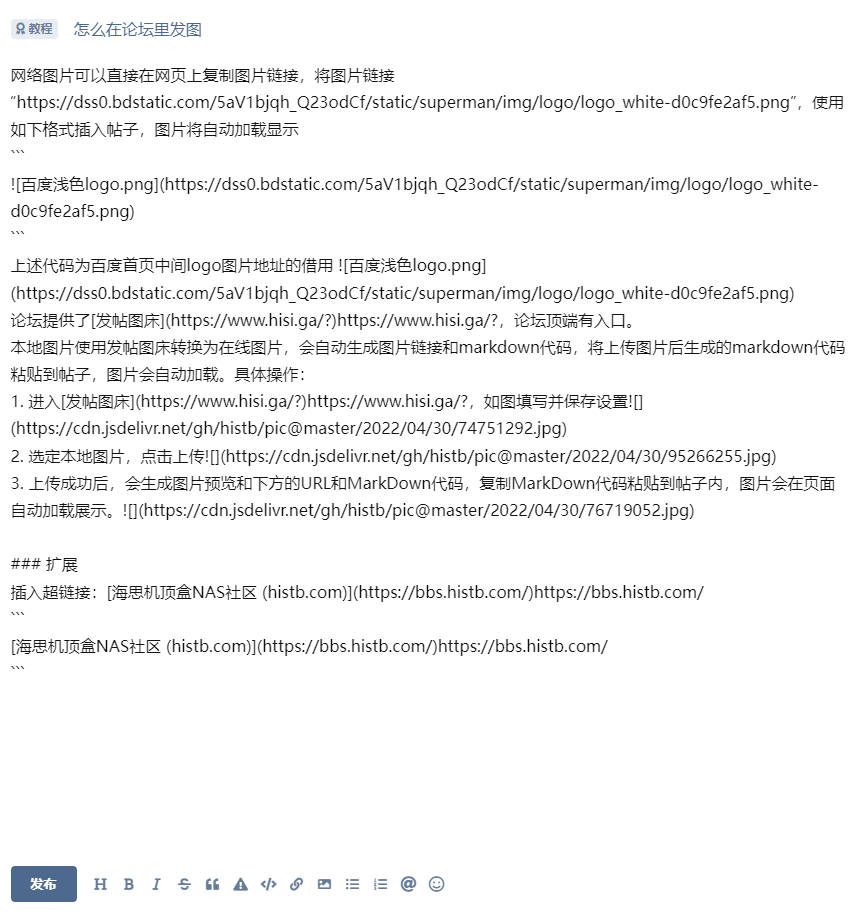 教程 怎么在论坛里发图
网络图片可以直接在网页上复制图片链接，将图片链接
“https://dss0.bdstatic.com/5aV1bjqh_Q23odCf/static/superman/img/logo/logo_white-d0c9fe2af5.png”，使用
如下格式插入帖子，图片将自动加载显示
```
![百度浅色logo.png](https://dss0.bdstatic.com/5aV1bjqh_Q23odCf/static/superman/img/logo/logo_white-
d0c9fe2af5.png)
```
上述代码为百度首页中间logo图片地址的借用 ![百度浅色logo.png]
(https://dss0.bdstatic.com/5aV1bjqh_Q23odCf/static/superman/img/logo/logo_white-d0c9fe2af5.png)
论坛提供了[发帖图床](https://www.hisi.ga/?)https://www.hisi.ga/?，论坛顶端有入口。
本地图片使用发帖图床转换为在线图片，会自动生成图片链接和markdown代码，将上传图片后生成的markdown代码
粘贴到帖子，图片会自动加载。具体操作：
1. 进入[发帖图床](https://www.hisi.ga/?)https://www.hisi.ga/?，如图填写并保存设置![]
(https://cdn.jsdelivr.net/gh/histb/pic@master/2022/04/30/74751292.jpg)
2. 选定本地图片，点击上传![](https://cdn.jsdelivr.net/gh/histb/pic@master/2022/04/30/95266255.jpg)
3. 上传成功后，会生成图片预览和下方的URL和MarkDown代码，复制MarkDown代码粘贴到帖子内，图片会在页面
自动加载展示。![](https://cdn.jsdelivr.net/gh/histb/pic@master/2022/04/30/76719052.jpg)
### 扩展
插入超链接：[海思机顶盒NAS社区 (histb.com)](https://bbs.histb.com/)https://bbs.histb.com/
```
[海思机顶盒NAS社区 (histb.com)](https://bbs.histb.com/)https://bbs.histb.com/
```
发布 H B I S